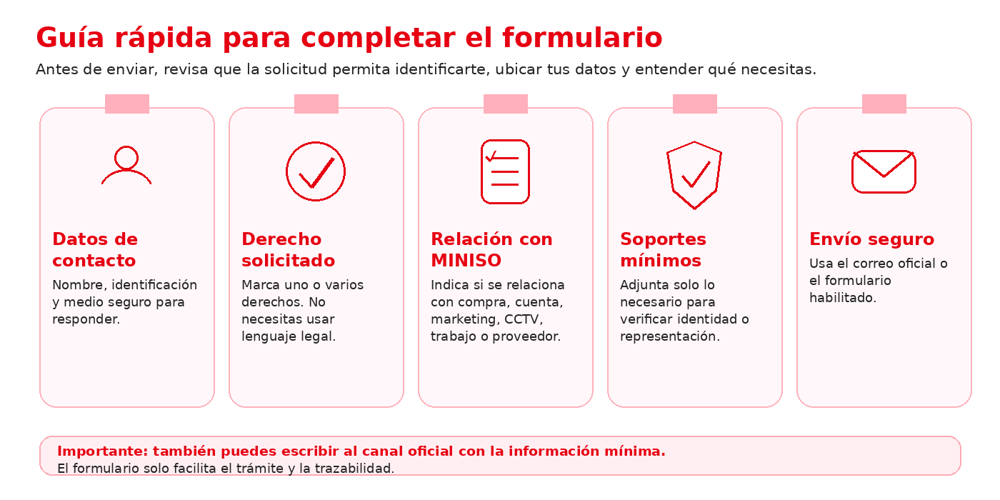 Guía rápida para completar el formulario
Antes de enviar, revisa que la solicitud permita identificarte, ubicar tus datos y entender qué necesitas.
Datos de
contacto
Nombre, identificación
y medio seguro para
responder.
Derecho
solicitado
Marca uno o varios
derechos. No
necesitas usar
lenguaje legal.
Relación con
MINISO
Indica si se relaciona
con compra, cuenta,
marketing, CCTV,
trabajo o proveedor.
Soportes
mínimos
Adjunta solo lo
necesario para
verificar identidad o
representación.
Envío seguro
Usa el correo oficial o
el formulario
habilitado.
Importante: también puedes escribir al canal oficial con la información mínima.
El formulario solo facilita el trámite y la trazabilidad.